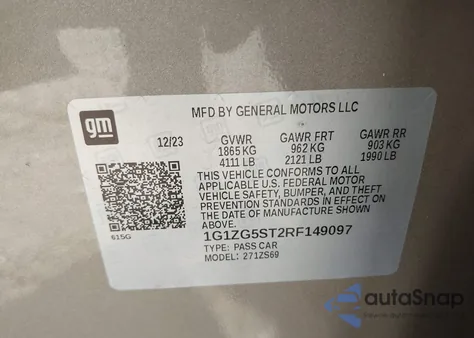 gm
MFD BY GENERAL MOTORS LLC
12/23 GVWR GAWR FRT GAWR RR
1865 KG 962 KG 903 KG
4111 LB 2121 LB 1990 LB
THIS VEHICLE CONFORMS TO ALL
APPLICABLE U.S. FEDERAL MOTOR
VEHICLE SAFETY, BUMPER, AND THEFT
PREVENTION STANDARDS IN EFFECT ON
THE DATE OF MANUFACTURE SHOWN
ABOVE.
615G
1G1ZG5ST2RF149097
TYPE: PASS CAR
MODEL: 271ZS69
autoSnap